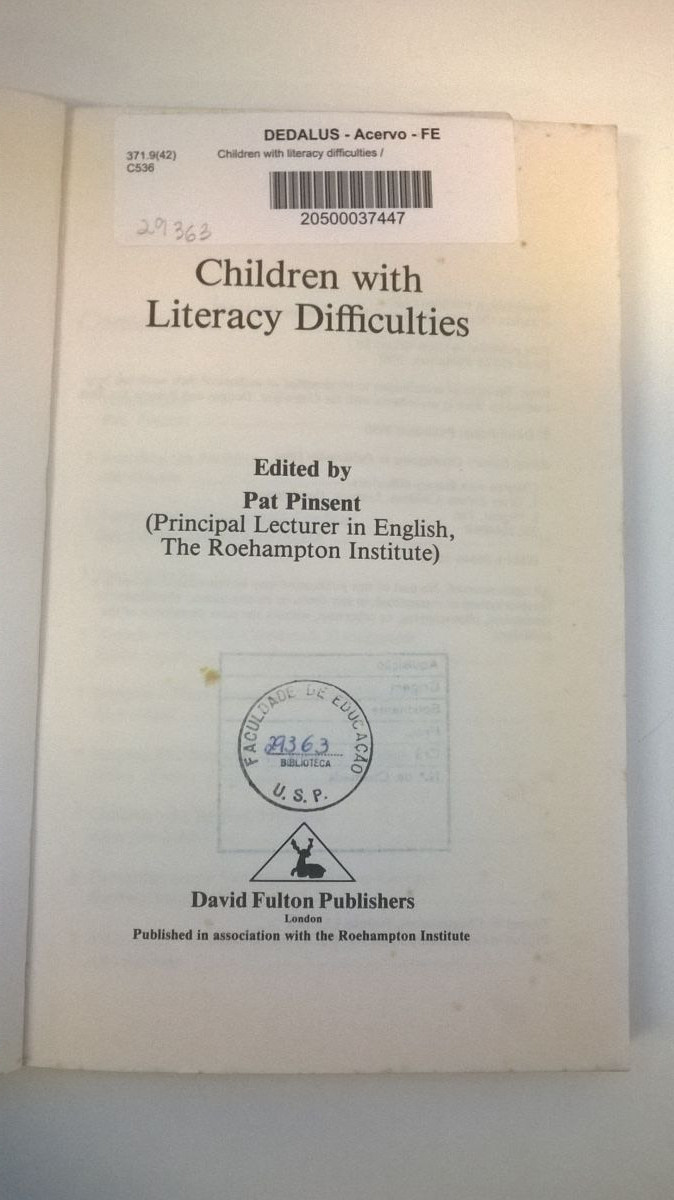 DEDALUS - Acervo - FE
371.9(42) Children with literacy difficulties /
C536
20500037447
29363
Children with
Literacy Difficulties
Edited by
Pat Pinsent
(Principal Lecturer in English,
The Roehampton Institute)
FACULDADE DE EDUCAÇÃO
29363
BIBLIOTECA
U. S. P.
David Fulton Publishers
London
Published in association with the Roehampton Institute